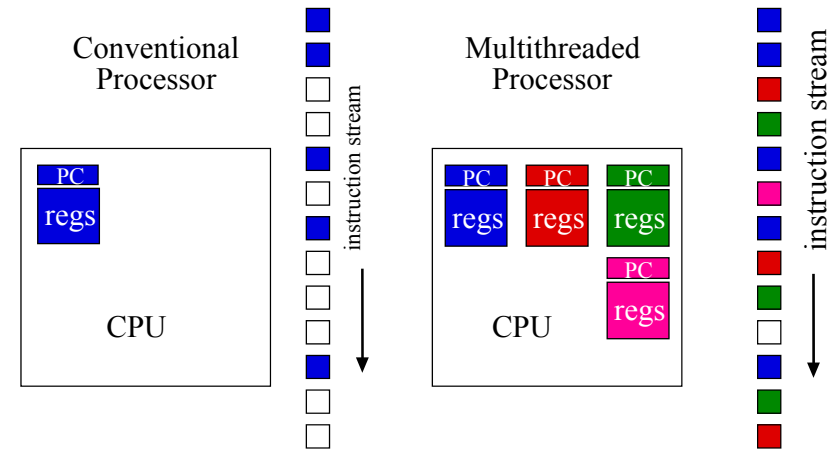 Conventional
Processor
PC
regs
CPU
instruction stream
Multithreaded
Processor
PC
PC
PC
regs
regs
regs
PC
regs
CPU
instruction stream